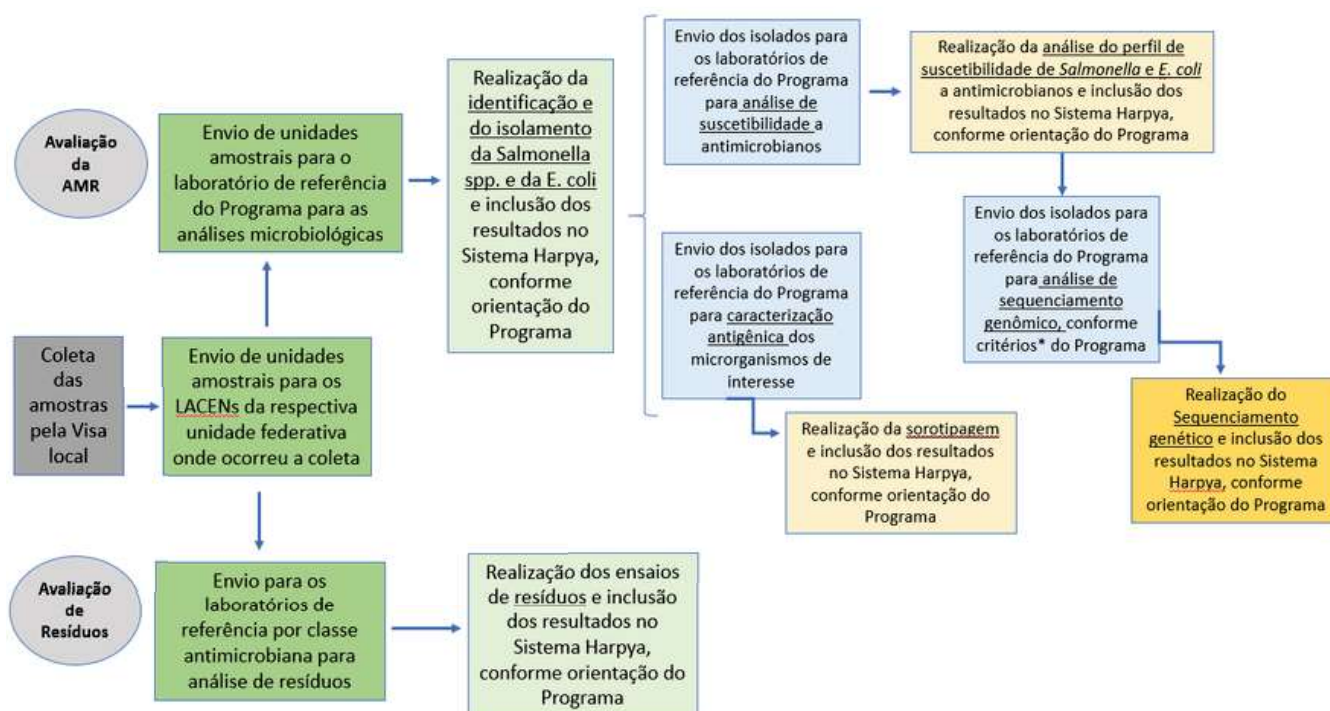 Avaliação
da
AMR
Envio de unidades
amostrais para o
laboratório de referência
do Programa para as
análises microbiológicas
Realização da
identificação e
do isolamento
da Salmonella
spp. e da E. coli
e inclusão dos
resultados no
Sistema Harpya,
conforme
orientação do
Programa
Envio dos isolados para
os laboratórios de
referência do Programa
para análise de
suscetibilidade a
antimicrobianos
Realização da análise do perfil de
suscetibilidade de Salmonella e E. coli
a antimicrobianos e inclusão dos
resultados no Sistema Harpya,
conforme orientação do Programa
Envio dos isolados para
os laboratórios de
referência do Programa
para análise de
sequenciamento
genômico, conforme
critérios* do Programa
Realização do
Sequenciamento
genético e inclusão dos
resultados no Sistema
Harpya, conforme
orientação do Programa
Envio dos isolados para
os laboratórios de
referência do Programa
para caracterização
antigênica dos
microrganismos de
interesse
Realização da sorotipagem
e inclusão dos resultados
no Sistema Harpya,
conforme orientação do
Programa
Coleta
das
amostras
pela Visa
local
Envio de unidades
amostrais para os
LACENs da respectiva
unidade federativa
onde ocorreu a coleta
Avaliação
de
Resíduos
Envio para os
laboratórios de
referência por classe
antimicrobiana para
análise de resíduos
Realização dos ensaios
de resíduos e inclusão
dos resultados no
Sistema Harpya,
conforme orientação do
Programa